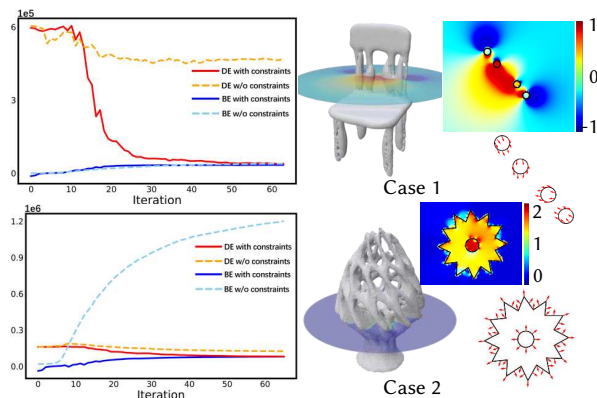 6e5
3e5
0
DE with constraints
DE w/o constraints
BE with constraints
BE w/o constraints
0 10 20 30 40 50 60
Iteration
Case 1
1
0
-1
1.2 1e6
0.9
0.6
0.3
0.0
DE with constraints
DE w/o constraints
BE with constraints
BE w/o constraints
0 10 20 30 40 50 60
Iteration
Case 2
2
1
0